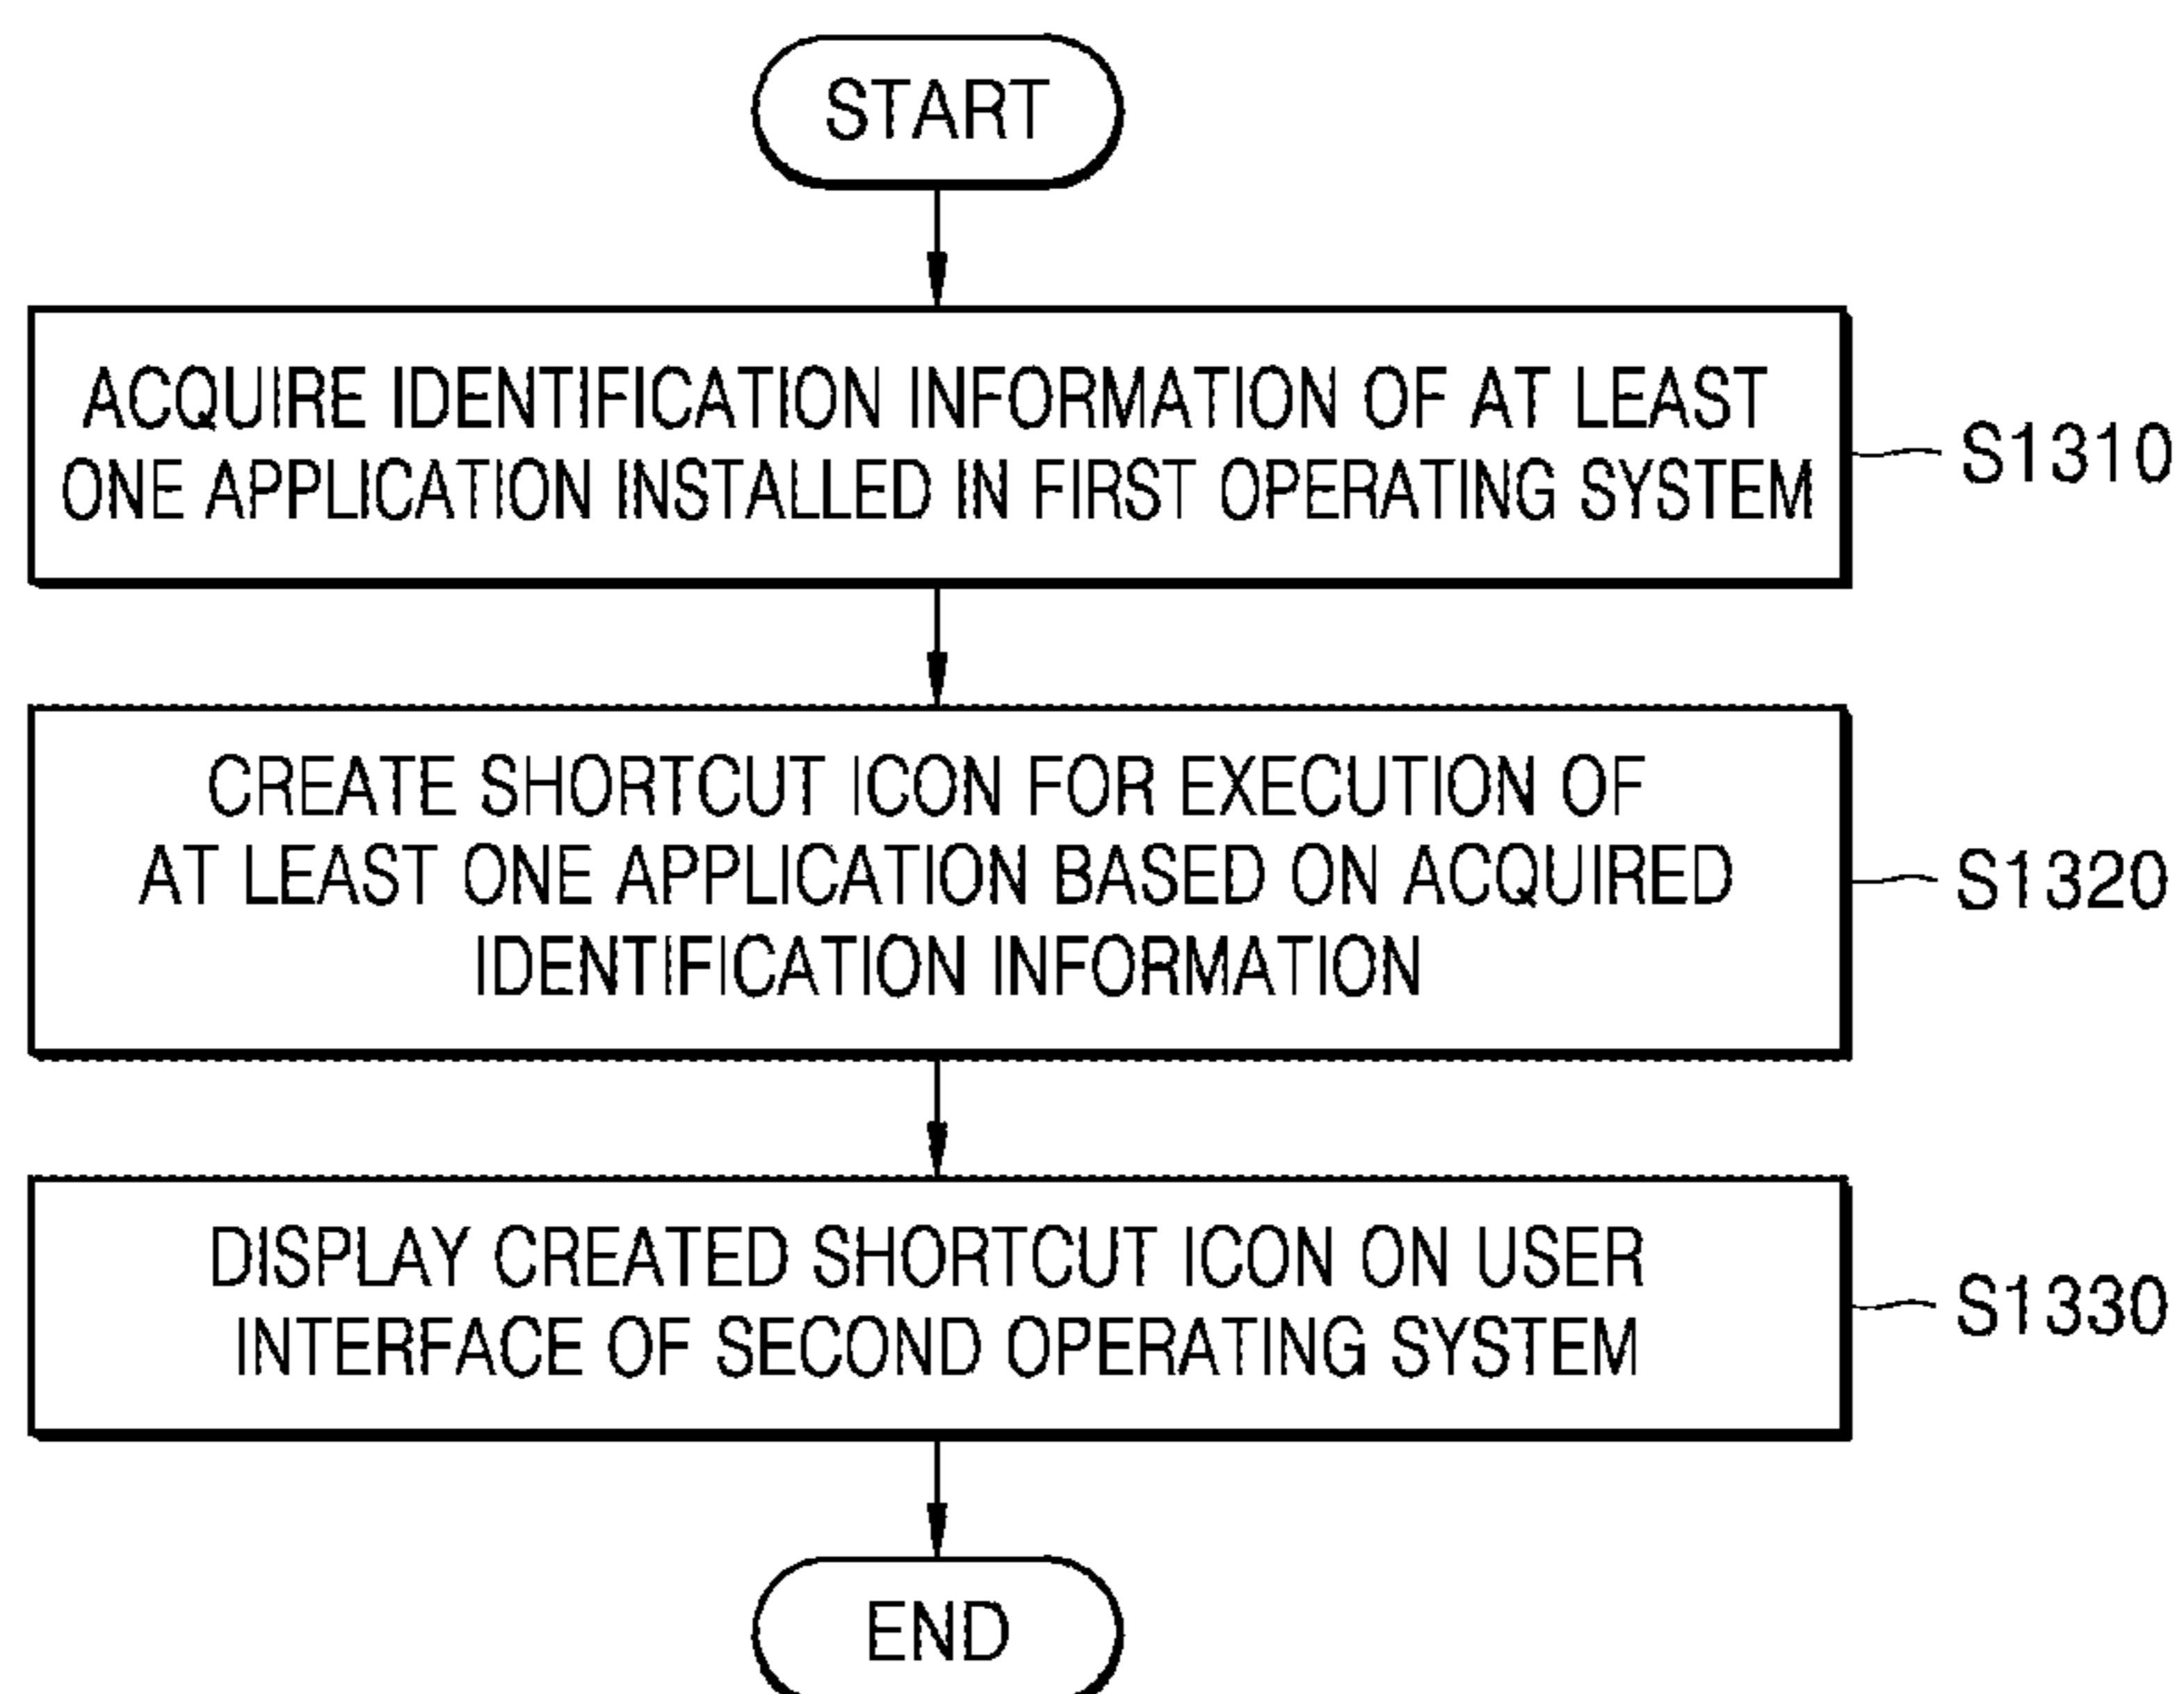 START
ACQUIRE IDENTIFICATION INFORMATION OF AT LEAST
ONE APPLICATION INSTALLED IN FIRST OPERATING SYSTEM
S1310
CREATE SHORTCUT ICON FOR EXECUTION OF
AT LEAST ONE APPLICATION BASED ON ACQUIRED
IDENTIFICATION INFORMATION
S1320
DISPLAY CREATED SHORTCUT ICON ON USER
INTERFACE OF SECOND OPERATING SYSTEM
S1330
END